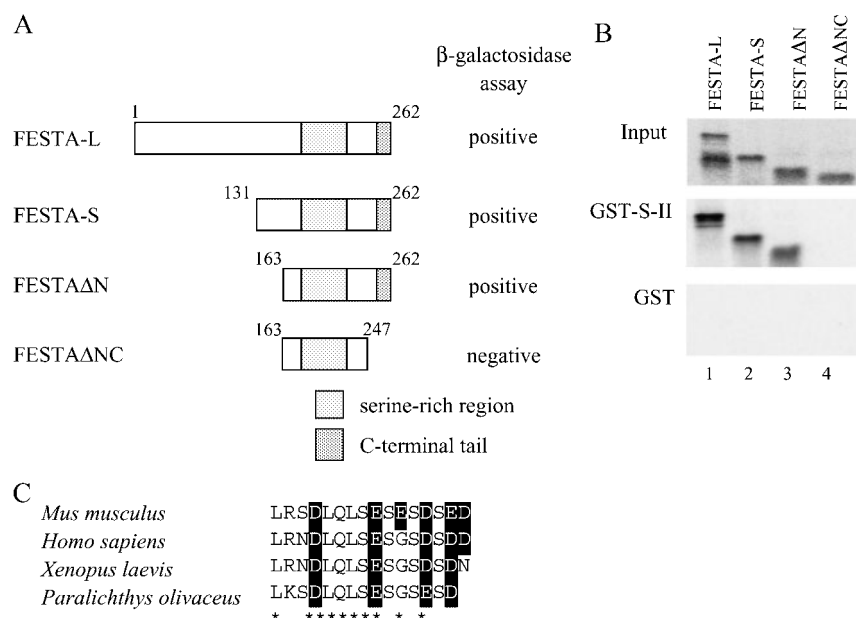 A
β-galactosidase
assay
1 262
FESTA-L positive
131 262
FESTA-S positive
163 262
FESTAΔN positive
163 247
FESTAΔNC negative
serine-rich region
C-terminal tail
B
FESTA-L FESTA-S FESTAΔN FESTAΔNC
Input
GST-S-II
GST
1 2 3 4
C
Mus musculus LRSDLQLSESESDSED
Homo sapiens LRNDLQLSESGSDSDD
Xenopus laevis LRNDLQLSESGSDSDN
Paralichthys olivaceus LKSDLQLSESGSESD
* ******* * *